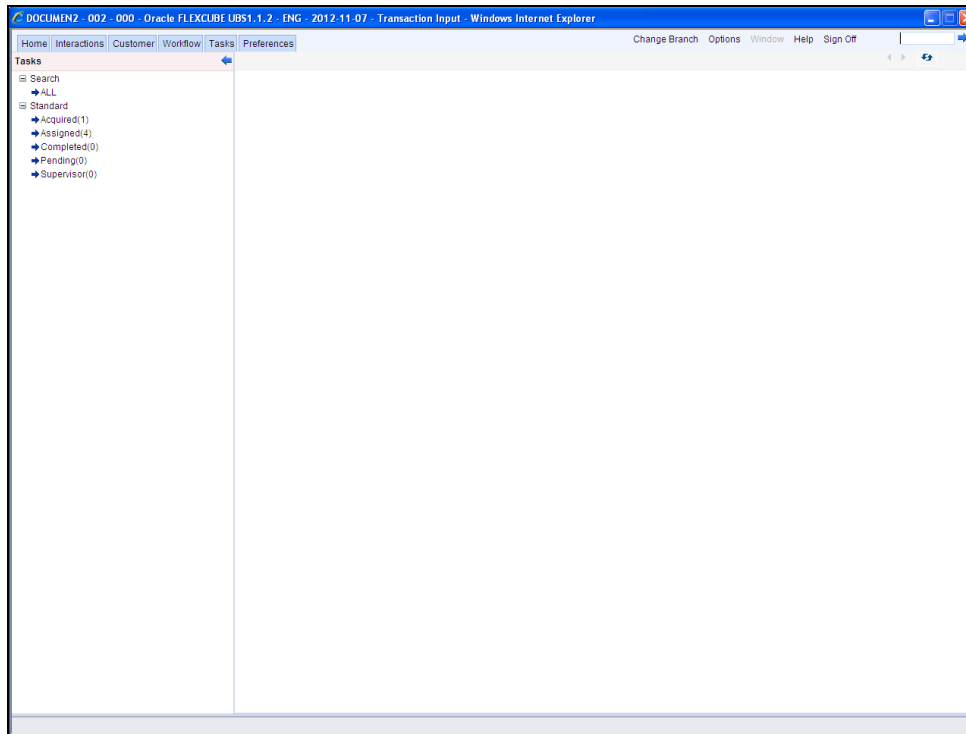 DOCUMEN2 - 002 - 000 - Oracle FLEXCUBE UBS1.1.2 - ENG - 2012-11-07 - Transaction Input - Windows Internet Explorer
Home Interactions Customer Workflow Tasks Preferences Change Branch Options Window Help Sign Off
Tasks
Search
ALL
Standard
Acquired(1)
Assigned(4)
Completed(0)
Pending(0)
Supervisor(0)